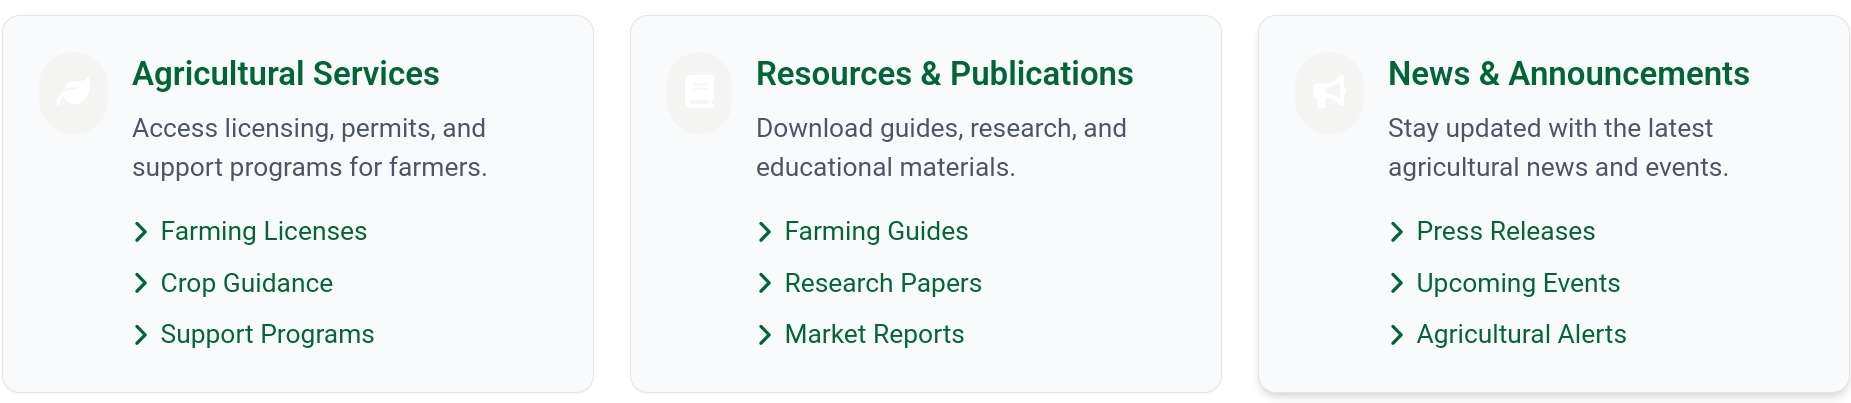 Agricultural Services
Access licensing, permits, and
support programs for farmers.
Farming Licenses
Crop Guidance
Support Programs
Resources & Publications
Download guides, research, and
educational materials.
Farming Guides
Research Papers
Market Reports
News & Announcements
Stay updated with the latest
agricultural news and events.
Press Releases
Upcoming Events
Agricultural Alerts